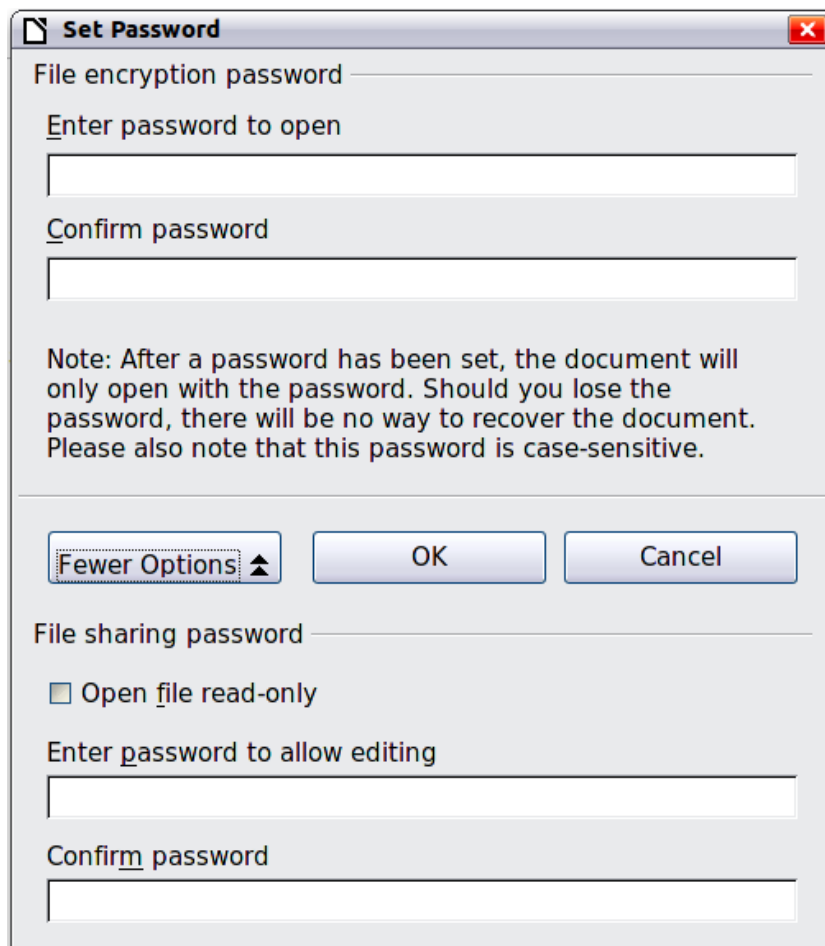 Set Password
File encryption password
Enter password to open
Confirm password
Note: After a password has been set, the document will
only open with the password. Should you lose the
password, there will be no way to recover the document.
Please also note that this password is case-sensitive.
Fewer Options
OK
Cancel
File sharing password
Open file read-only
Enter password to allow editing
Confirm password